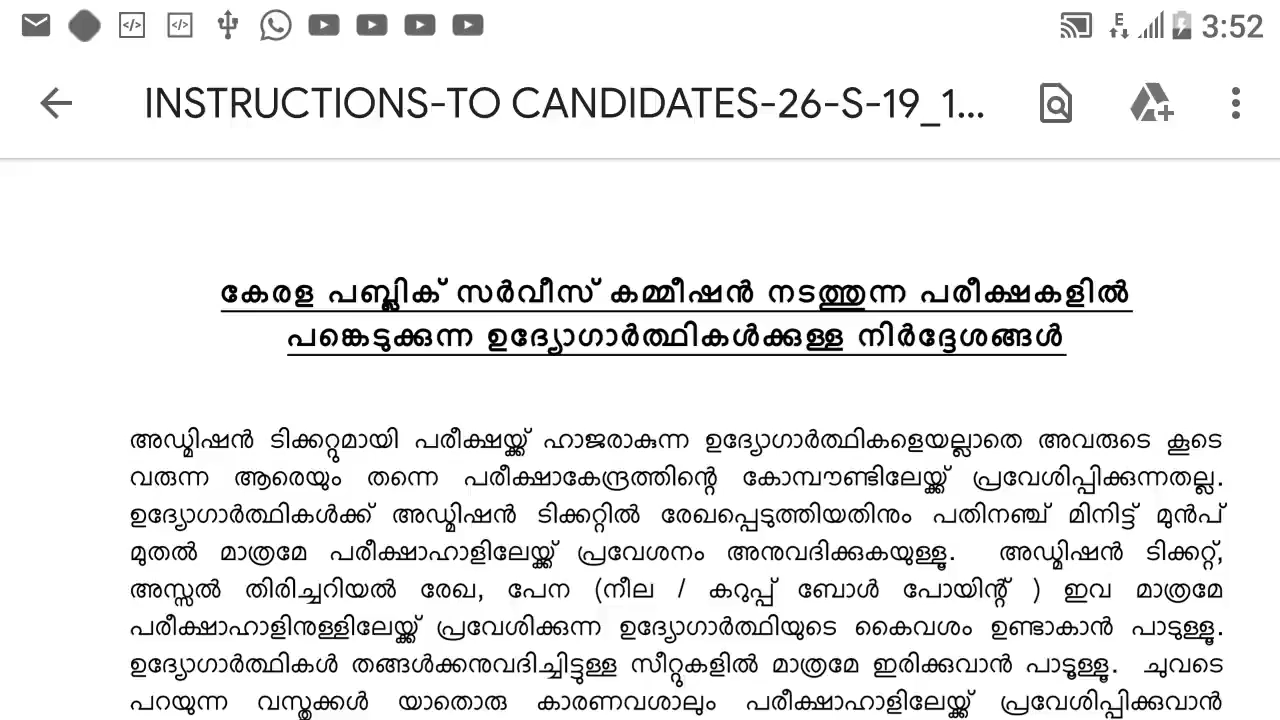 3:52
INSTRUCTIONS-TO CANDIDATES-26-S-19_1...
കേരള പബ്ലിക് സർവീസ് കമ്മീഷൻ നടത്തുന്ന പരീക്ഷകളിൽ
പങ്കെടുക്കുന്ന ഉദ്യോഗാർത്ഥികൾക്കുള്ള നിർദ്ദേശങ്ങൾ
അഡ്മിഷൻ ടിക്കറ്റുമായി പരീക്ഷയ്ക്ക് ഹാജരാകുന്ന ഉദ്യോഗാർത്ഥികളെയല്ലാതെ അവരുടെ കൂടെ
വരുന്ന ആരെയും തന്നെ പരീക്ഷാകേന്ദ്രത്തിന്റെ കോമ്പൗണ്ടിലേയ്ക്ക് പ്രവേശിപ്പിക്കുന്നതല്ല.
ഉദ്യോഗാർത്ഥികൾക്ക് അഡ്മിഷൻ ടിക്കറ്റിൽ രേഖപ്പെടുത്തിയതിനും പതിനഞ്ച് മിനിട്ട് മുൻപ്
മുതൽ മാത്രമേ പരീക്ഷാഹാളിലേയ്ക്ക് പ്രവേശനം അനുവദിക്കുകയുള്ളൂ. അഡ്മിഷൻ ടിക്കറ്റ്,
അസ്സൽ തിരിച്ചറിയൽ രേഖ, പേന (നീല / കറുപ്പ് ബോൾ പോയിന്റ് ) ഇവ മാത്രമേ
പരീക്ഷാഹാളിനുള്ളിലേയ്ക്ക് പ്രവേശിക്കുന്ന ഉദ്യോഗാർത്ഥിയുടെ കൈവശം ഉണ്ടാകാൻ പാടുള്ളൂ.
ഉദ്യോഗാർത്ഥികൾ തങ്ങൾക്കനുവദിച്ചിട്ടുള്ള സീറ്റുകളിൽ മാത്രമേ ഇരിക്കുവാൻ പാടൂള്ളൂ. ചുവടെ
പറയുന്ന വസ്തുക്കൾ യാതൊരു കാരണവശാലും പരീക്ഷാഹാളിലേയ്ക്ക് പ്രവേശിപ്പിക്കുവാൻ